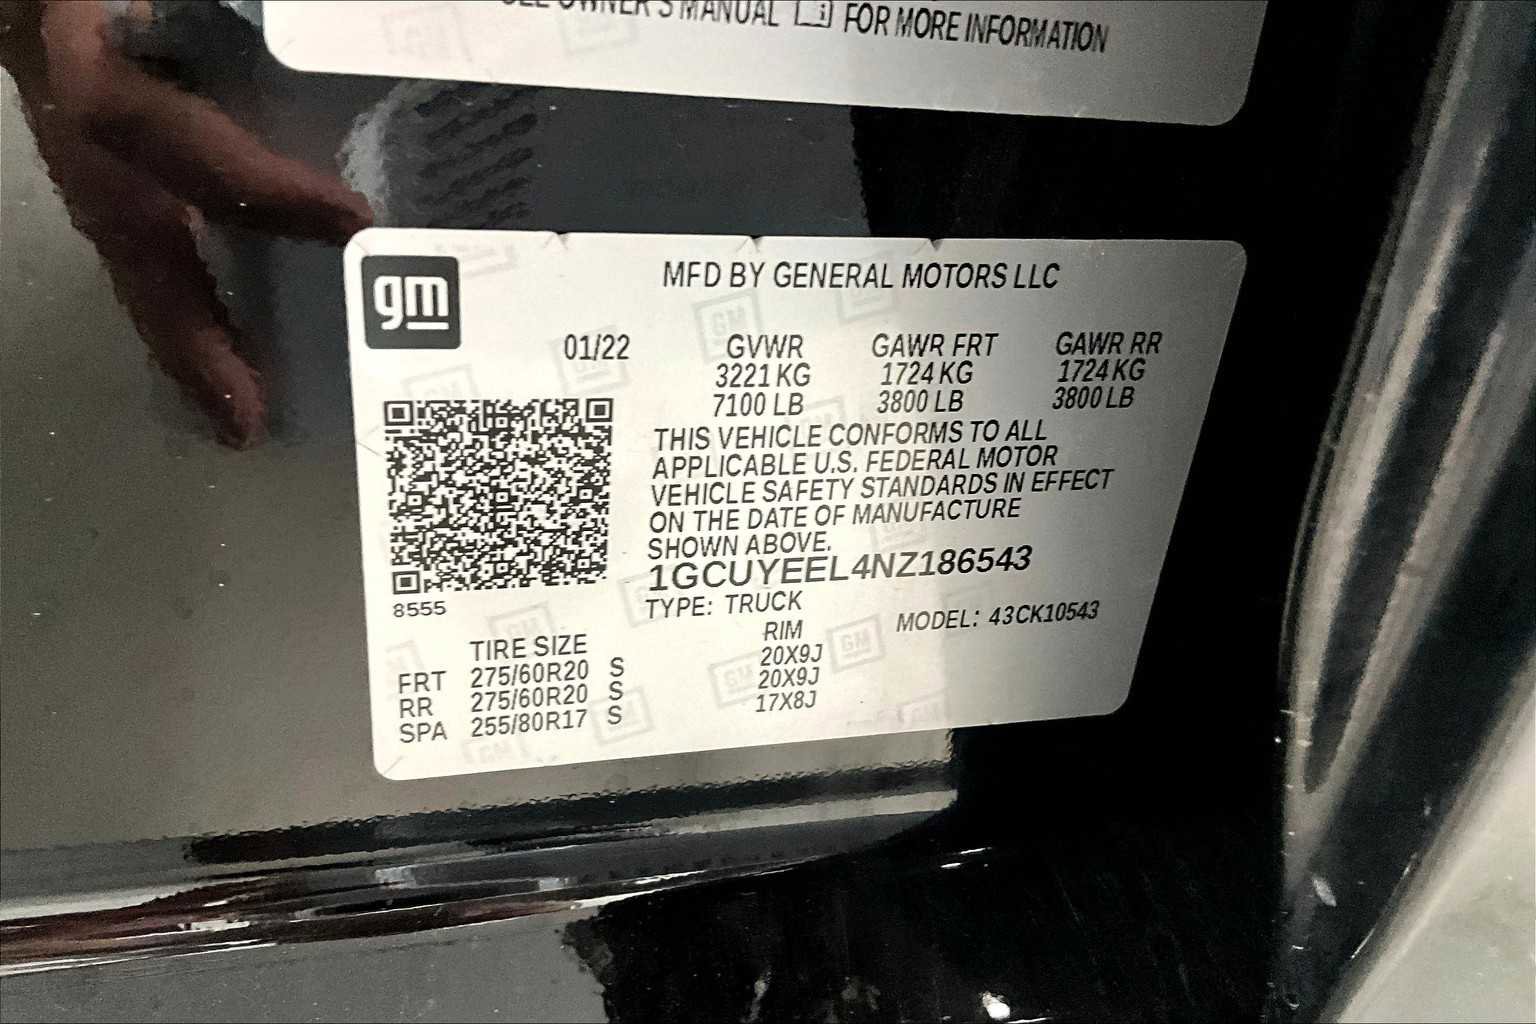 OWNER'S MANUAL FOR MORE INFORMATION
gm
MFD BY GENERAL MOTORS LLC
01/22 GVWR GAWR FRT GAWR RR
3221 KG 1724 KG 1724 KG
7100 LB 3800 LB 3800 LB
THIS VEHICLE CONFORMS TO ALL
APPLICABLE U.S. FEDERAL MOTOR
VEHICLE SAFETY STANDARDS IN EFFECT
ON THE DATE OF MANUFACTURE
SHOWN ABOVE.
1GCUYEEL4NZ186543
8555
TYPE: TRUCK MODEL: 43CK10543
TIRE SIZE RIM
FRT 275/60R20 S 20X9J
RR 275/60R20 S 20X9J
SPA 255/80R17 S 17X8J